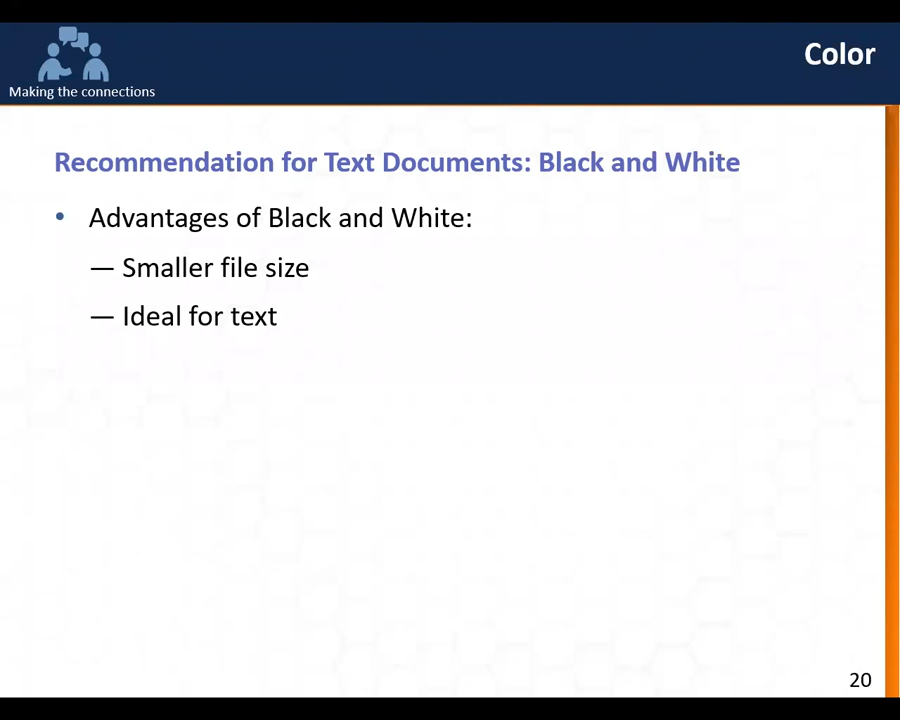 Color
Making the connections
Recommendation for Text Documents: Black and White
• Advantages of Black and White:
— Smaller file size
— Ideal for text
20